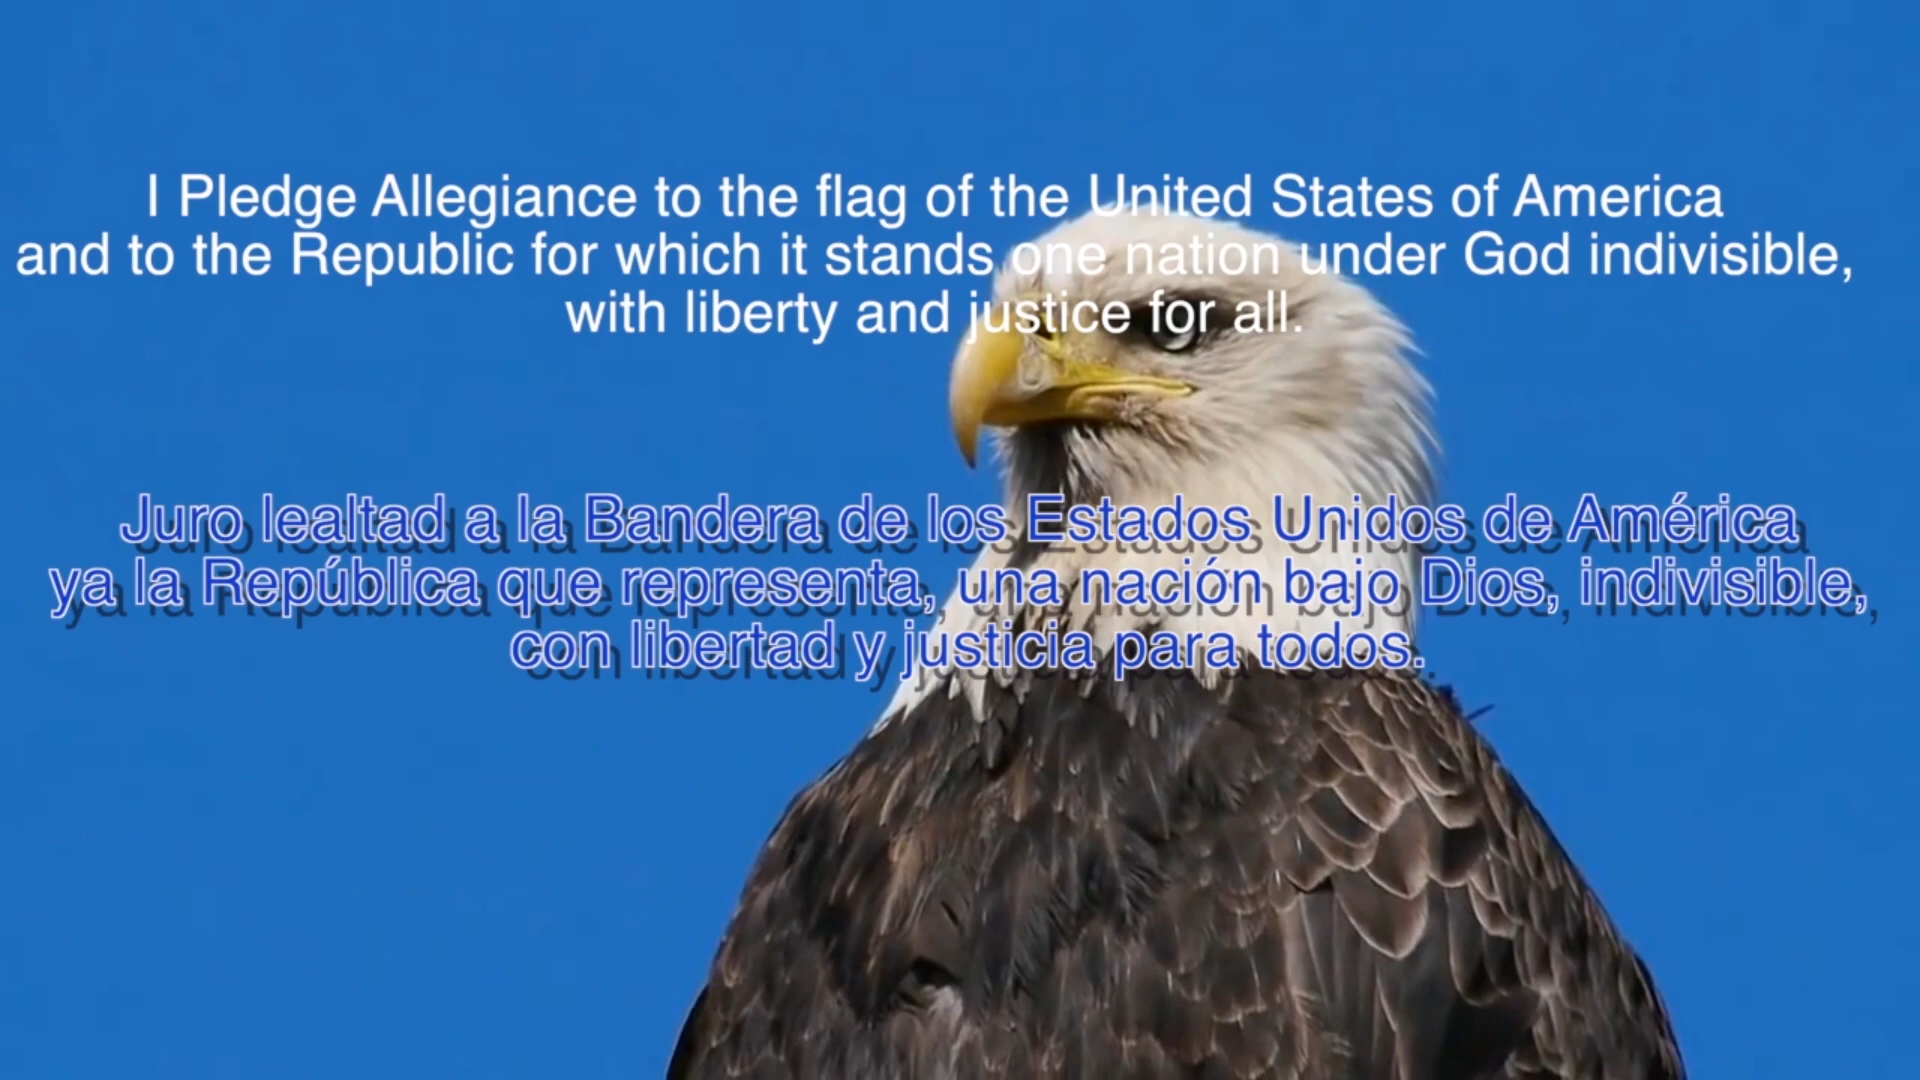 I Pledge Allegiance to the flag of the United States of America
and to the Republic for which it stands one nation under God indivisible,
with liberty and justice for all.
Juro lealtad a la Bandera de los Estados Unidos de América
ya la República que representa, una nación bajo Dios, indivisible,
con libertad y justicia para todos.